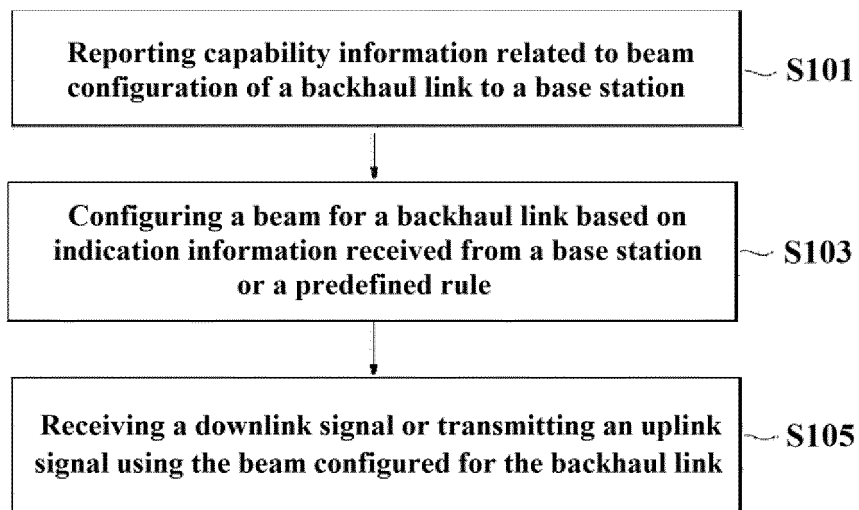 Reporting capability information related to beam
configuration of a backhaul link to a base station
S101
Configuring a beam for a backhaul link based on
indication information received from a base station
or a predefined rule
S103
Receiving a downlink signal or transmitting an uplink
signal using the beam configured for the backhaul link
S105